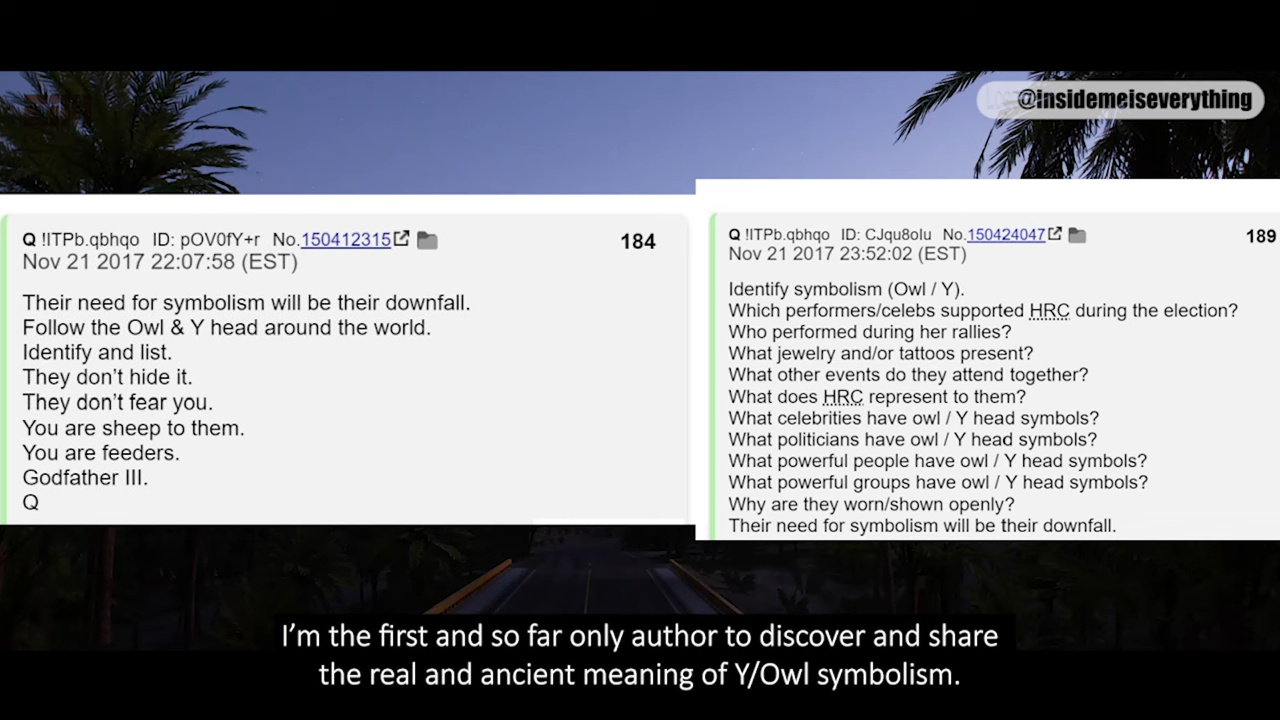 @insidemeiseverything
Q !ITPb.qbhqo ID: pOV0fY+r No.150412315 184
Nov 21 2017 22:07:58 (EST)
Their need for symbolism will be their downfall.
Follow the Owl & Y head around the world.
Identify and list.
They don't hide it.
They don't fear you.
You are sheep to them.
You are feeders.
Godfather III.
Q
Q !ITPb.qbhqo ID: CJqu8olu No.150424047 189
Nov 21 2017 23:52:02 (EST)
Identify symbolism (Owl / Y).
Which performers/celebs supported HRC during the election?
Who performed during her rallies?
What jewelry and/or tattoos present?
What other events do they attend together?
What does HRC represent to them?
What celebrities have owl / Y head symbols?
What politicians have owl / Y head symbols?
What powerful people have owl / Y head symbols?
What powerful groups have owl / Y head symbols?
Why are they worn/shown openly?
Their need for symbolism will be their downfall.
I'm the first and so far only author to discover and share
the real and ancient meaning of Y/Owl symbolism.